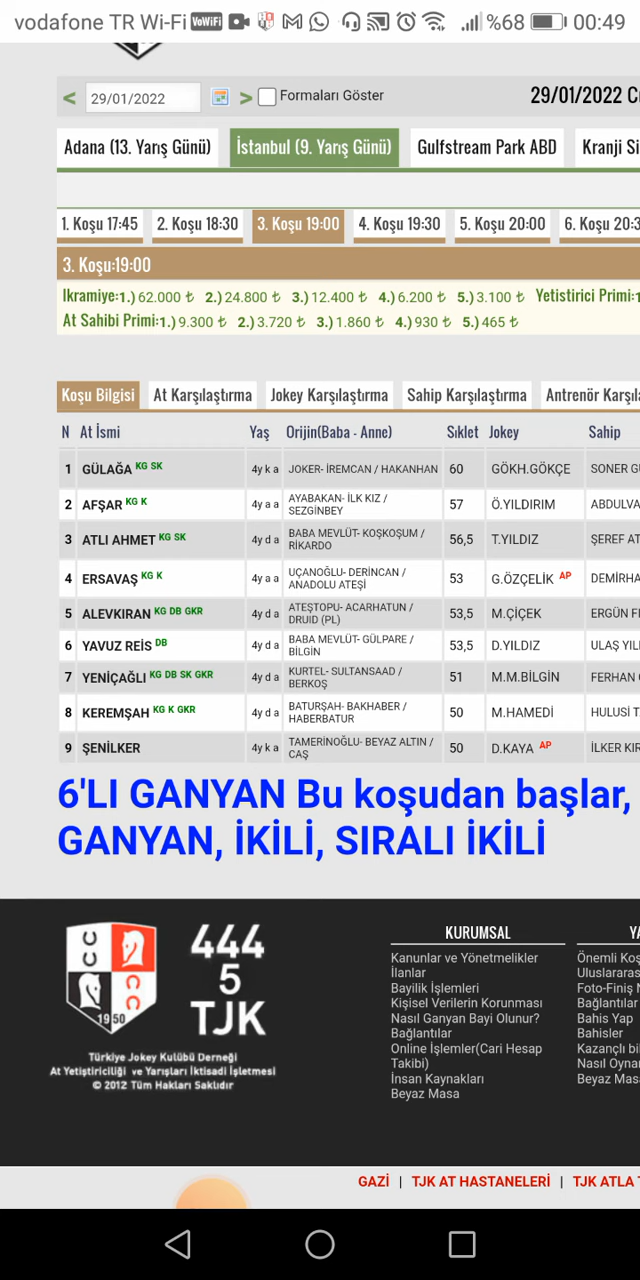 vodafone TR Wi-Fi VoWiFi %68 00:49
< 29/01/2022 > Formaları Göster 29/01/2022 C
Adana (13. Yarış Günü) İstanbul (9. Yarış Günü) Gulfstream Park ABD Kranji Si
1. Koşu 17:45 2. Koşu 18:30 3. Koşu 19:00 4. Koşu 19:30 5. Koşu 20:00 6. Koşu 20:3
3. Koşu:19:00
Ikramiye:1.) 62.000 ₺ 2.) 24.800 ₺ 3.) 12.400 ₺ 4.) 6.200 ₺ 5.) 3.100 ₺ Yetistirici Primi:1
At Sahibi Primi:1.) 9.300 ₺ 2.) 3.720 ₺ 3.) 1.860 ₺ 4.) 930 ₺ 5.) 465 ₺
Koşu Bilgisi At Karşılaştırma Jokey Karşılaştırma Sahip Karşılaştırma Antrenör Karşıla
N At İsmi Yaş Orijin(Baba - Anne) Sıklet Jokey Sahip
1 GÜLAĞA KG SK 4y k a JOKER- İREMCAN / HAKANHAN 60 GÖKH.GÖKÇE SONER G
2 AFŞAR KG K 4y a a AYABAKAN- İLK KIZ / SEZGİNBEY 57 Ö.YILDIRIM ABDULVA
3 ATLI AHMET KG SK 4y d a BABA MEVLÜT- KOŞKOŞUM / RİKARDO 56,5 T.YILDIZ ŞEREF AT
4 ERSAVAŞ KG K 4y a a UÇANOĞLU- DERİNCAN / ANADOLU ATEŞİ 53 G.ÖZÇELİK AP DEMİRHA
5 ALEVKIRAN KG DB GKR 4y d a ATEŞTOPU- ACARHATUN / DRUID (PL) 53,5 M.ÇİÇEK ERGÜN F
6 YAVUZ REİS DB 4y d a BABA MEVLÜT- GÜLPARE / BİLGİN 53,5 D.YILDIZ ULAŞ YIL
7 YENİÇAĞLI KG DB SK GKR 4y d a KURTEL- SULTANSAAD / BERKOŞ 51 M.M.BİLGİN FERHAN
8 KEREMŞAH KG K GKR 4y d a BATURŞAH- BAKHABER / HABERBATUR 50 M.HAMEDİ HULUSİ T
9 ŞENİLKER 4y k a TAMERİNOĞLU- BEYAZ ALTIN / CAŞ 50 D.KAYA AP İLKER KIR
6'LI GANYAN Bu koşudan başlar,
GANYAN, İKİLİ, SIRALI İKİLİ
1950
444
5
TJK
Türkiye Jokey Kulübü Derneği
At Yetiştiriciliği ve Yarışları İktisadi İşletmesi
© 2012 Tüm Hakları Saklıdır
KURUMSAL
Kanunlar ve Yönetmelikler
İlanlar
Bayilik İşlemleri
Kişisel Verilerin Korunması
Nasıl Ganyan Bayi Olunur?
Bağlantılar
Online İşlemler(Cari Hesap
Takibi)
İnsan Kaynakları
Beyaz Masa
YA
Önemli Koş
Uluslararas
Foto-Finiş
Bağlantılar
Bahis Yap
Bahisler
Kazançlı bi
Nasıl Oyna
Beyaz Mas
GAZİ | TJK AT HASTANELERİ | TJK ATLA T